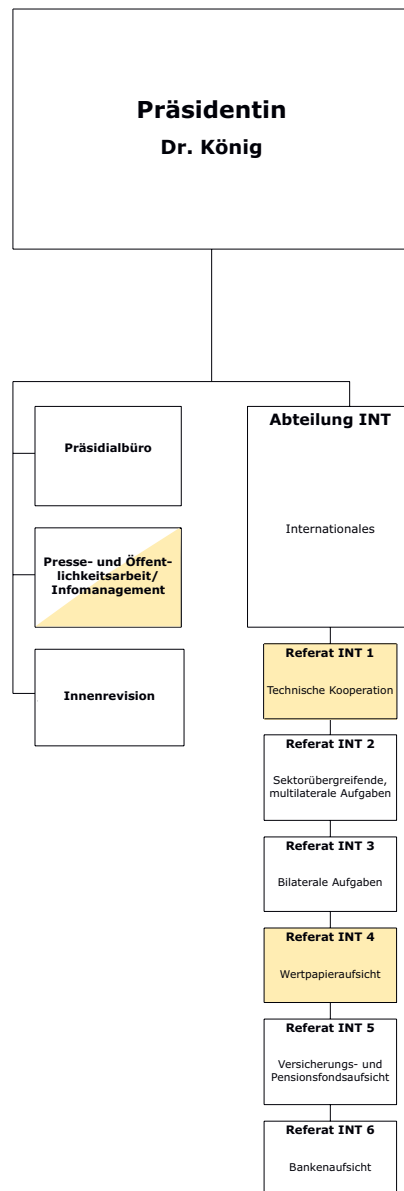 Präsidentin
Dr. König
Präsidialbüro
Presse- und Öffent-
lichkeitsarbeit/
Infomanagement
Innenrevision
Abteilung INT
Internationales
Referat INT 1
Technische Kooperation
Referat INT 2
Sektorübergreifende,
multilaterale Aufgaben
Referat INT 3
Bilaterale Aufgaben
Referat INT 4
Wertpapieraufsicht
Referat INT 5
Versicherungs- und
Pensionsfondsaufsicht
Referat INT 6
Bankenaufsicht